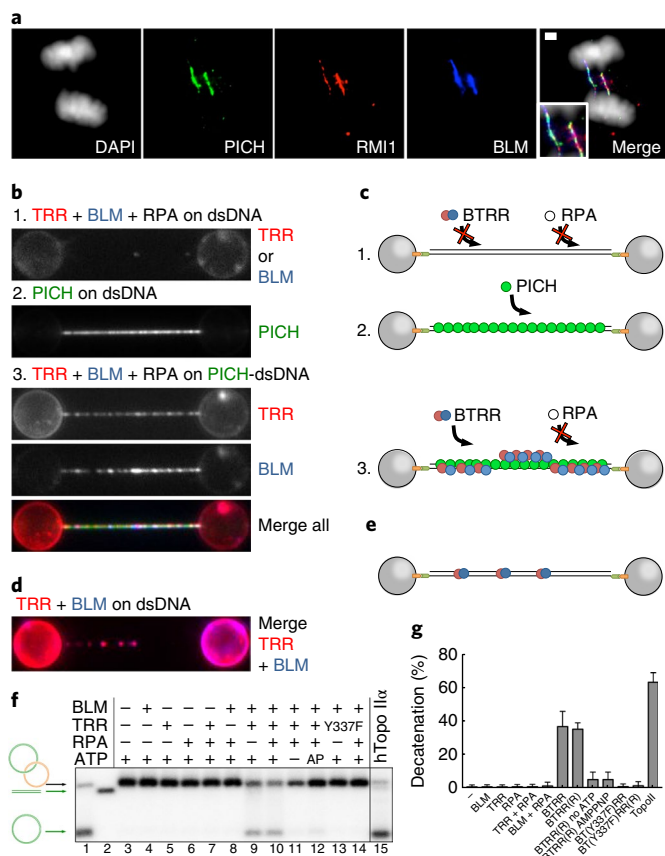 a
DAPI
PICH
RMI1
BLM
Merge
b
1. TRR + BLM + RPA on dsDNA
TRR
or
BLM
2. PICH on dsDNA
PICH
3. TRR + BLM + RPA on PICH-dsDNA
TRR
BLM
Merge all
c
BTRR
RPA
1.
PICH
2.
BTRR
RPA
3.
d
TRR + BLM on dsDNA
Merge
TRR
+ BLM
e
f
BLM − + − − − + + + + + + +
TRR − − + − + − + + + + Y337F
RPA − − − + + + − + + + − +
ATP + + + + + + + + − AP + +
hTopo IIα
1 2 3 4 5 6 7 8 9 10 11 12 13 14 15
g
Decatenation (%)
80
60
40
20
0
–
BLM
TRR
RPA
TRR + RPA
BLM + RPA
BTRR
BTRR(R)
BTRR(R) no ATP
BTRR(R) AMPPNP
BT(Y337F)RR
BT(Y337F)RR(R)
TopoII